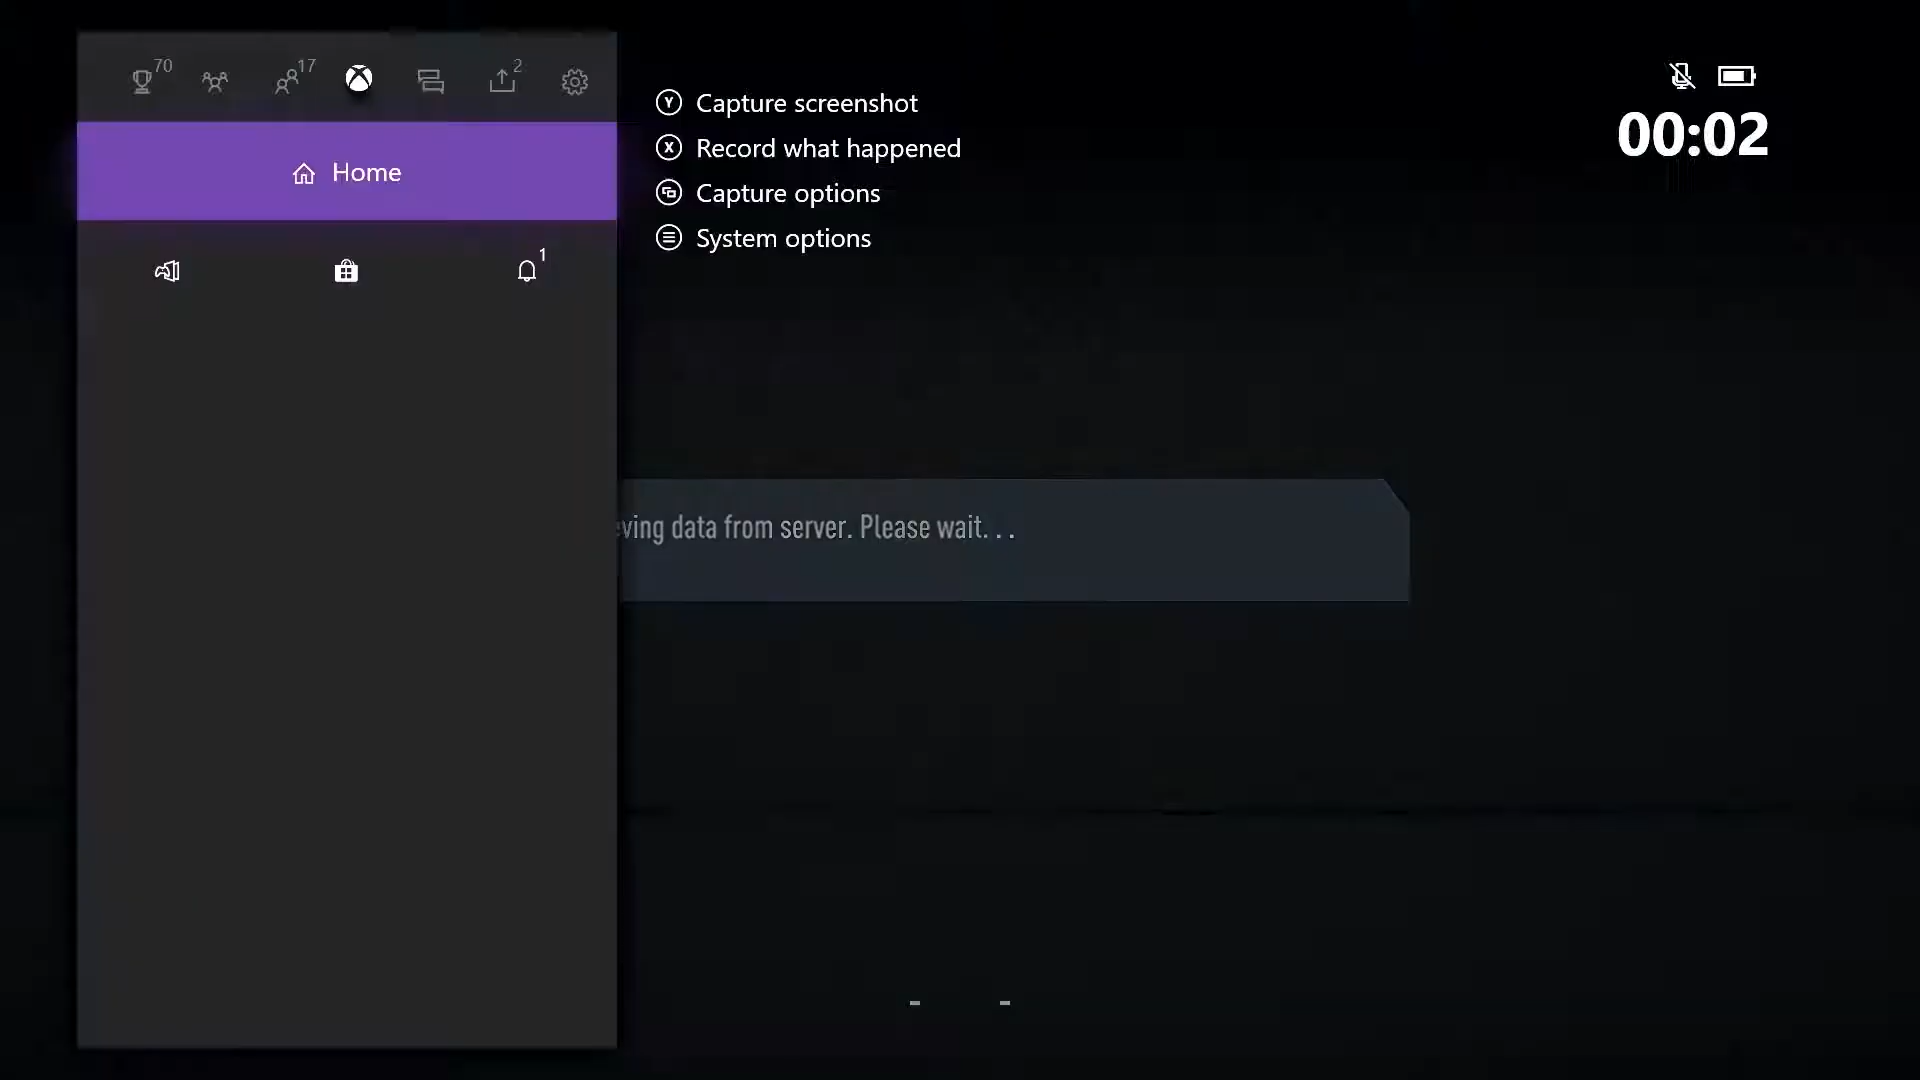 70
17
2
Home
1
Y Capture screenshot
X Record what happened
Capture options
System options
00:02
data from server. Please wait...